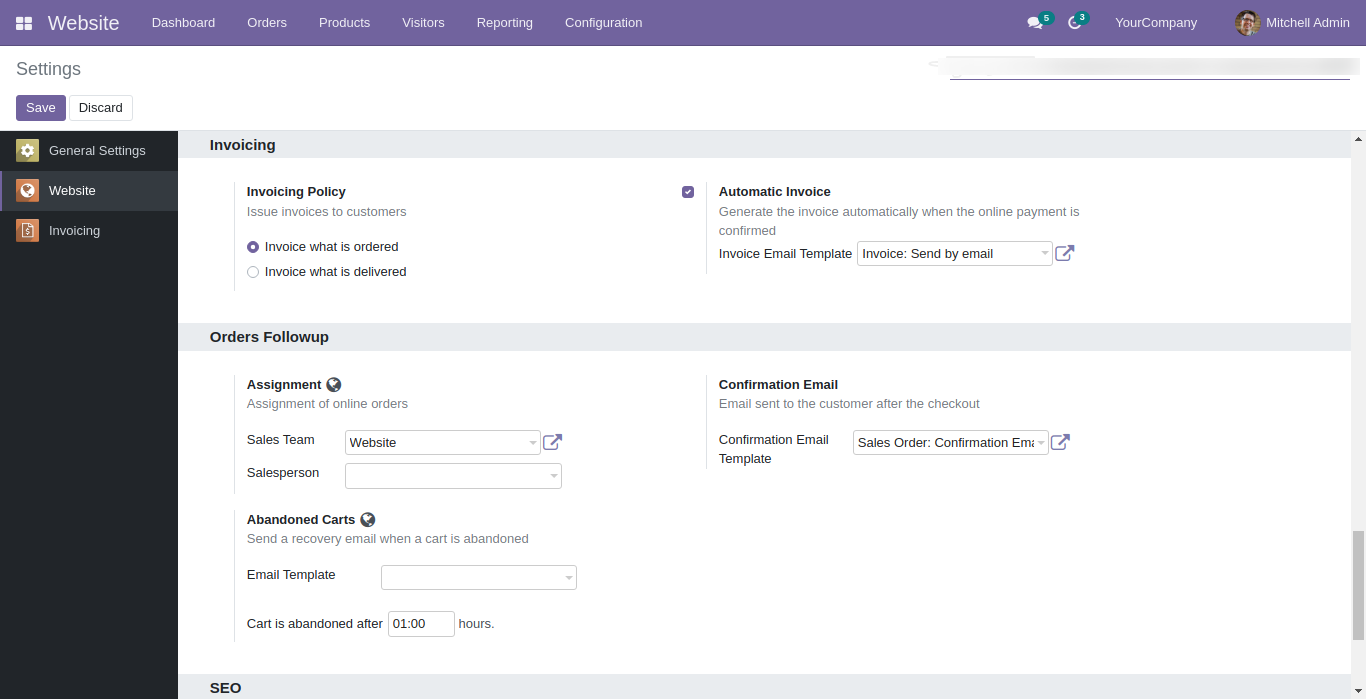 Website Dashboard Orders Products Visitors Reporting Configuration 5 3 YourCompany Mitchell Admin
Settings
Save Discard
General Settings
Website
Invoicing
Invoicing
Invoicing Policy
Issue invoices to customers
Invoice what is ordered
Invoice what is delivered
Automatic Invoice
Generate the invoice automatically when the online payment is
confirmed
Invoice Email Template Invoice: Send by email
Orders Followup
Assignment
Assignment of online orders
Sales Team Website
Salesperson
Confirmation Email
Email sent to the customer after the checkout
Confirmation Email
Template
Sales Order: Confirmation Ema
Abandoned Carts
Send a recovery email when a cart is abandoned
Email Template
Cart is abandoned after 01:00 hours.
SEO